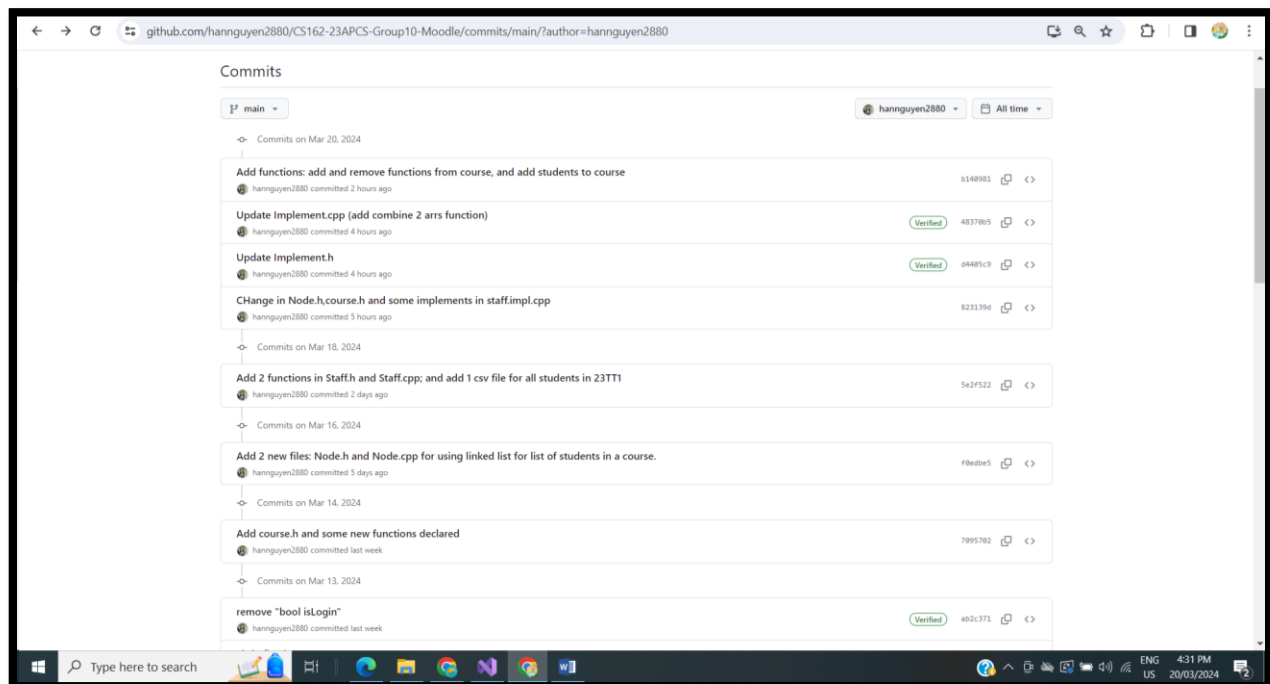 github.com/hannguyen2880/CS162-23APCS-Group10-Moodle/commits/main/?author=hannguyen2880
Commits
main
hannguyen2880
All time
Commits on Mar 20, 2024
Add functions: add and remove functions from course, and add students to course
hannguyen2880 committed 2 hours ago
b140981
Update Implement.cpp (add combine 2 arrs function)
hannguyen2880 committed 4 hours ago
Verified
48370b5
Update Implement.h
hannguyen2880 committed 4 hours ago
Verified
d4405c9
CHange in Node.h,course.h and some implements in staff.impl.cpp
hannguyen2880 committed 5 hours ago
823139d
Commits on Mar 18, 2024
Add 2 functions in Staff.h and Staff.cpp; and add 1 csv file for all students in 23TT1
hannguyen2880 committed 2 days ago
5e2f522
Commits on Mar 16, 2024
Add 2 new files: Node.h and Node.cpp for using linked list for list of students in a course.
hannguyen2880 committed 5 days ago
f0edbe5
Commits on Mar 14, 2024
Add course.h and some new functions declared
hannguyen2880 committed last week
7095702
Commits on Mar 13, 2024
remove "bool isLogin"
hannguyen2880 committed last week
Verified
ab2c371
Type here to search
ENG
US
4:31 PM
20/03/2024
2